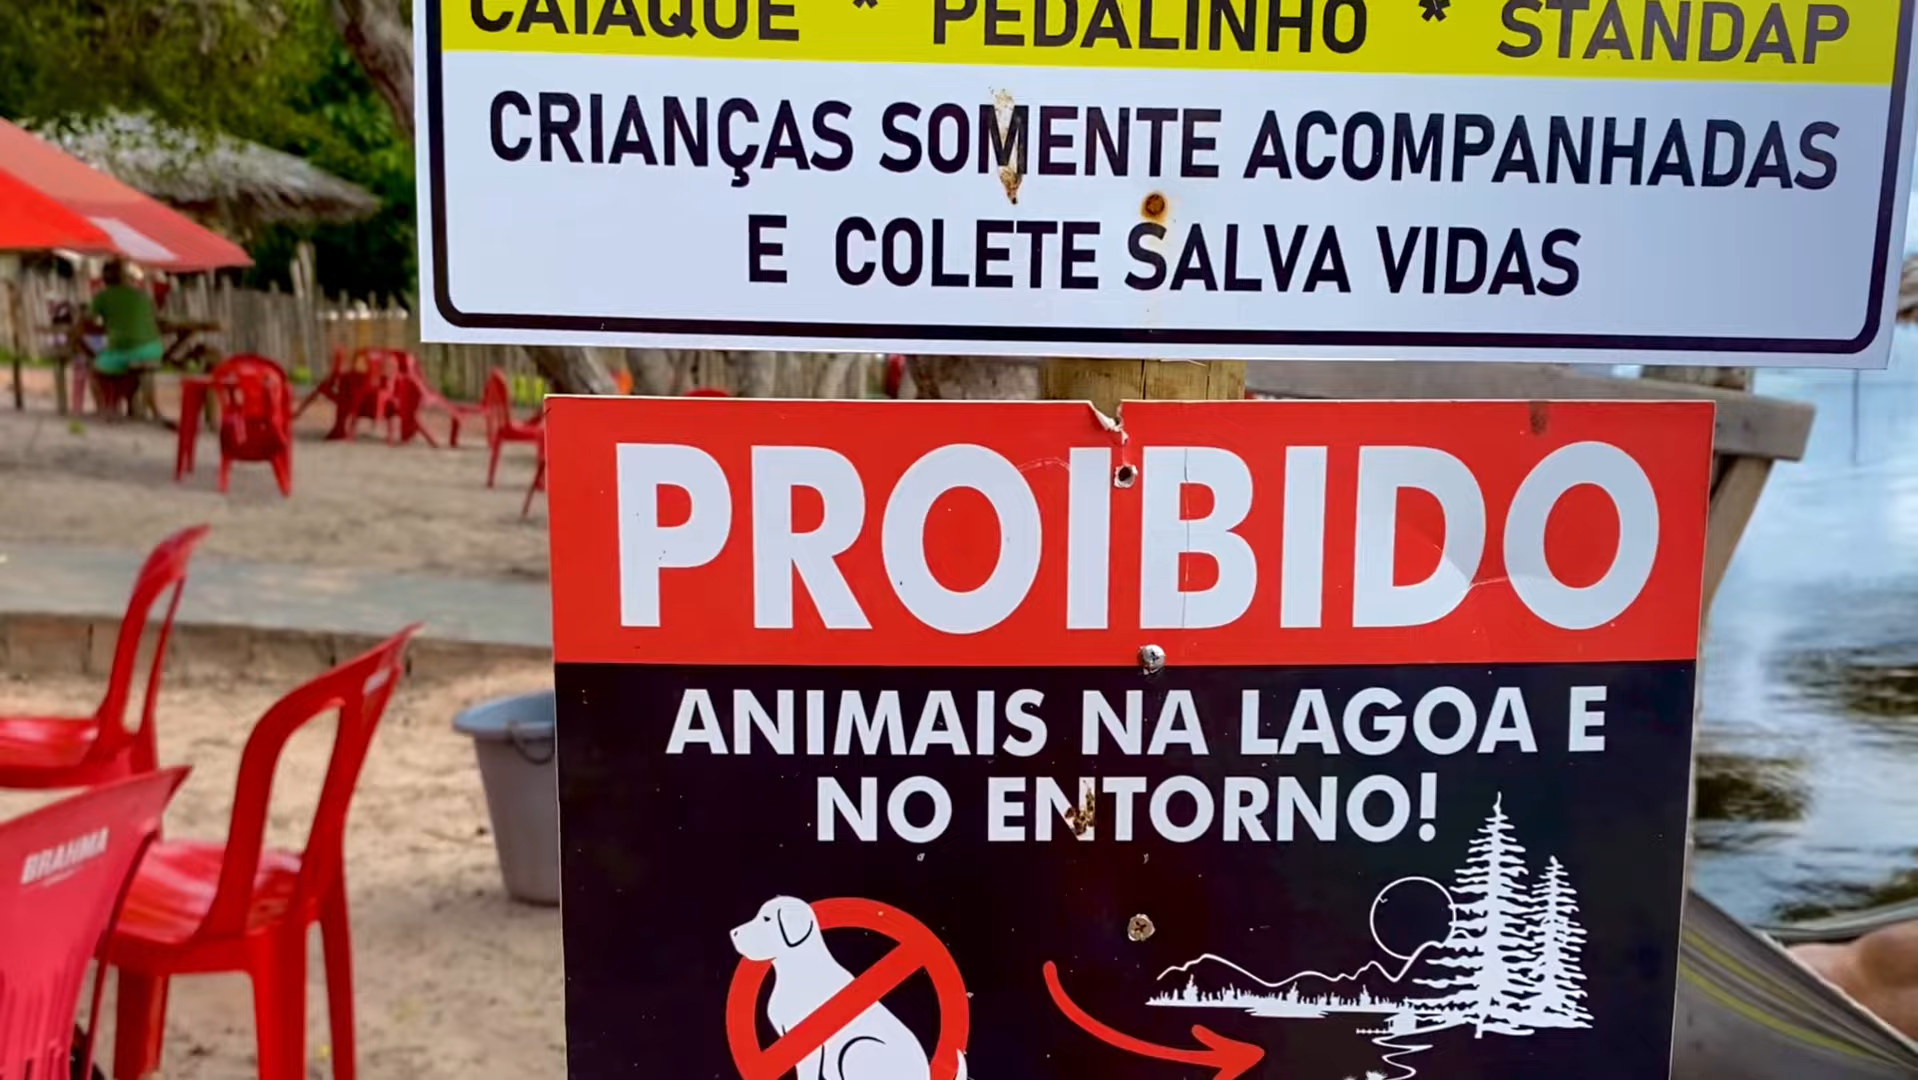 CAIAQUE * PEDALINHO * STANDAP
CRIANÇAS SOMENTE ACOMPANHADAS
E COLETE SALVA VIDAS
PROIBIDO
ANIMAIS NA LAGOA E
NO ENTORNO!
BRAHMA